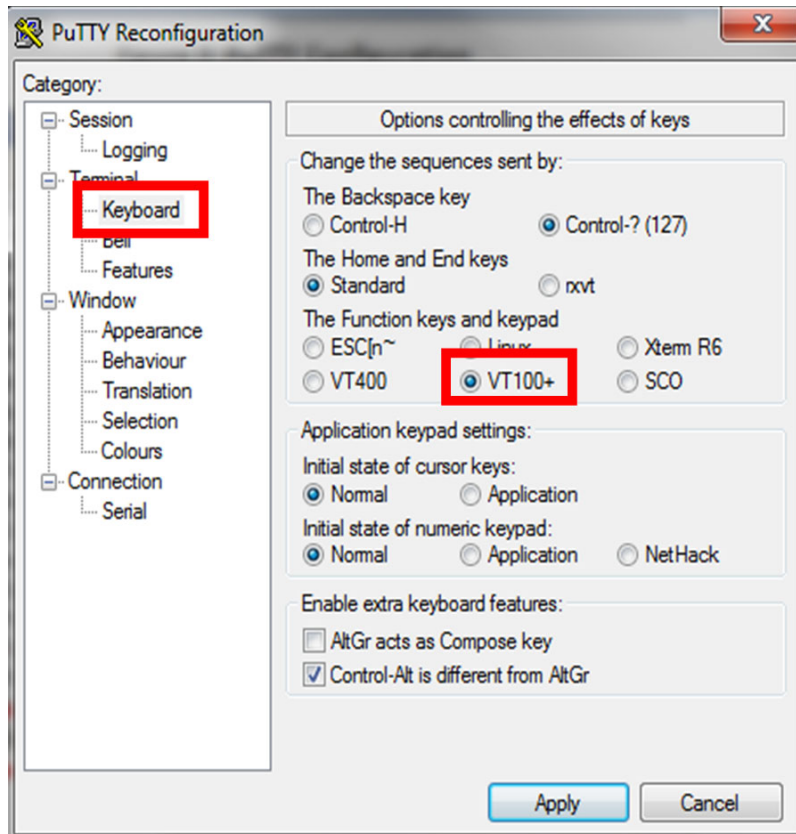 PuTTY Reconfiguration
Category:
Session
Logging
Terminal
Keyboard
Bell
Features
Window
Appearance
Behaviour
Translation
Selection
Colours
Connection
Serial
Options controlling the effects of keys
Change the sequences sent by:
The Backspace key
Control-H Control-? (127)
The Home and End keys
Standard rxvt
The Function keys and keypad
ESC[n~ Linux Xterm R6
VT400 VT100+ SCO
Application keypad settings:
Initial state of cursor keys:
Normal Application
Initial state of numeric keypad:
Normal Application NetHack
Enable extra keyboard features:
AltGr acts as Compose key
Control-Alt is different from AltGr
Apply Cancel